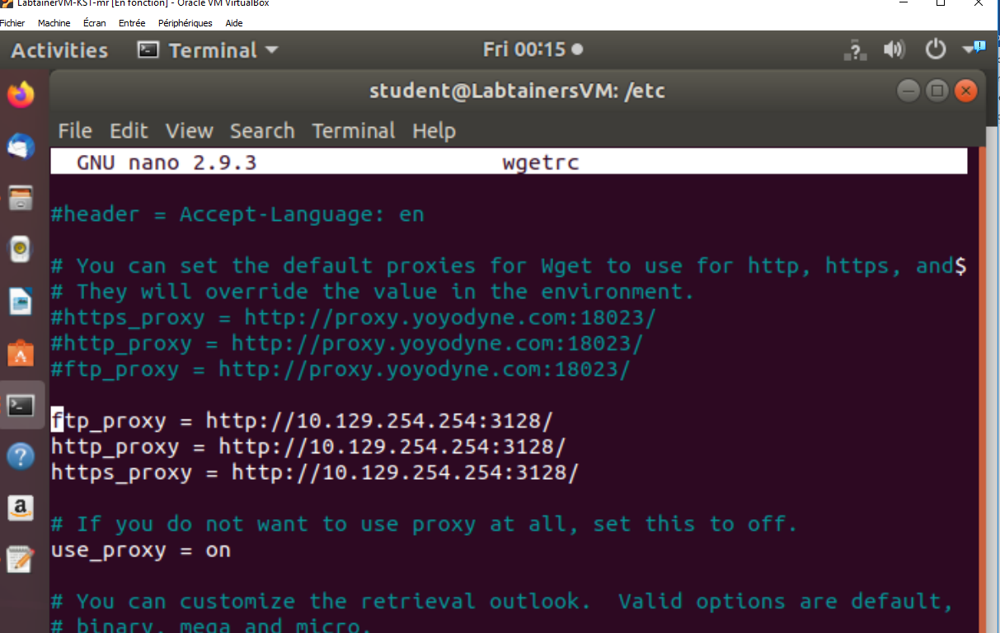 LabtainerVM-KST-mr [En fonction] - Oracle VM VirtualBox
Fichier Machine Écran Entrée Périphériques Aide
Activities Terminal Fri 00:15
student@LabtainersVM: /etc
File Edit View Search Terminal Help
GNU nano 2.9.3 wgetrc
#header = Accept-Language: en
# You can set the default proxies for Wget to use for http, https, and$
# They will override the value in the environment.
#https_proxy = http://proxy.yoyodyne.com:18023/
#http_proxy = http://proxy.yoyodyne.com:18023/
#ftp_proxy = http://proxy.yoyodyne.com:18023/
ftp_proxy = http://10.129.254.254:3128/
http_proxy = http://10.129.254.254:3128/
https_proxy = http://10.129.254.254:3128/
# If you do not want to use proxy at all, set this to off.
use_proxy = on
# You can customize the retrieval outlook.  Valid options are default,
# binary, mega and micro.